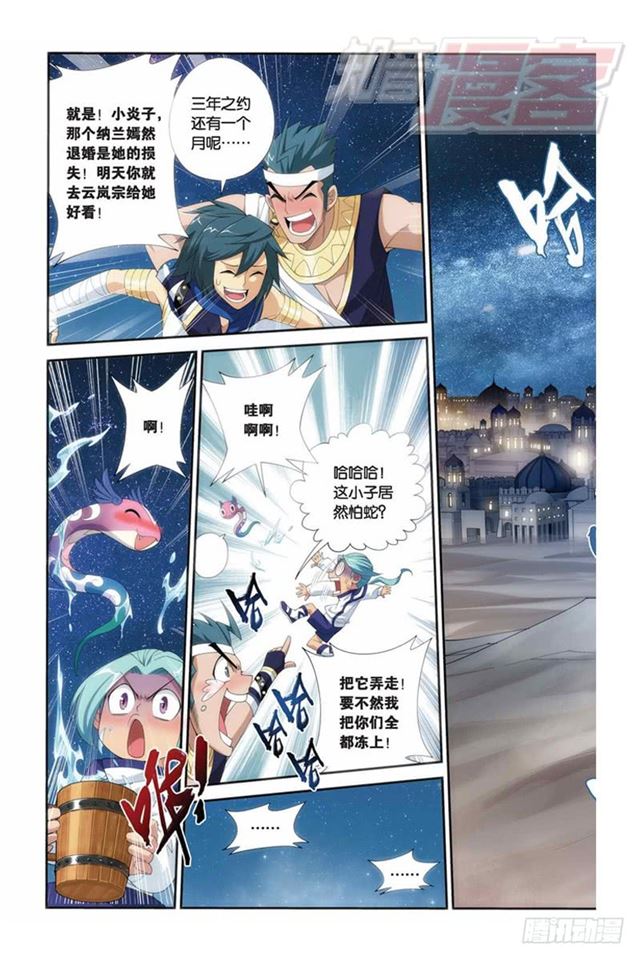 知音漫客
三年之约
还有一个
月呢……
就是！小炎子，
那个纳兰嫣然
退婚是她的损
失！明天你就
去云岚宗给她
好看！
哈
啊！
哇啊
啊啊！
哈哈哈！
这小子居
然怕蛇？
哈
哈
哈
把它弄走！
要不然我
把你们全
都冻上！
……
……
腾讯动漫